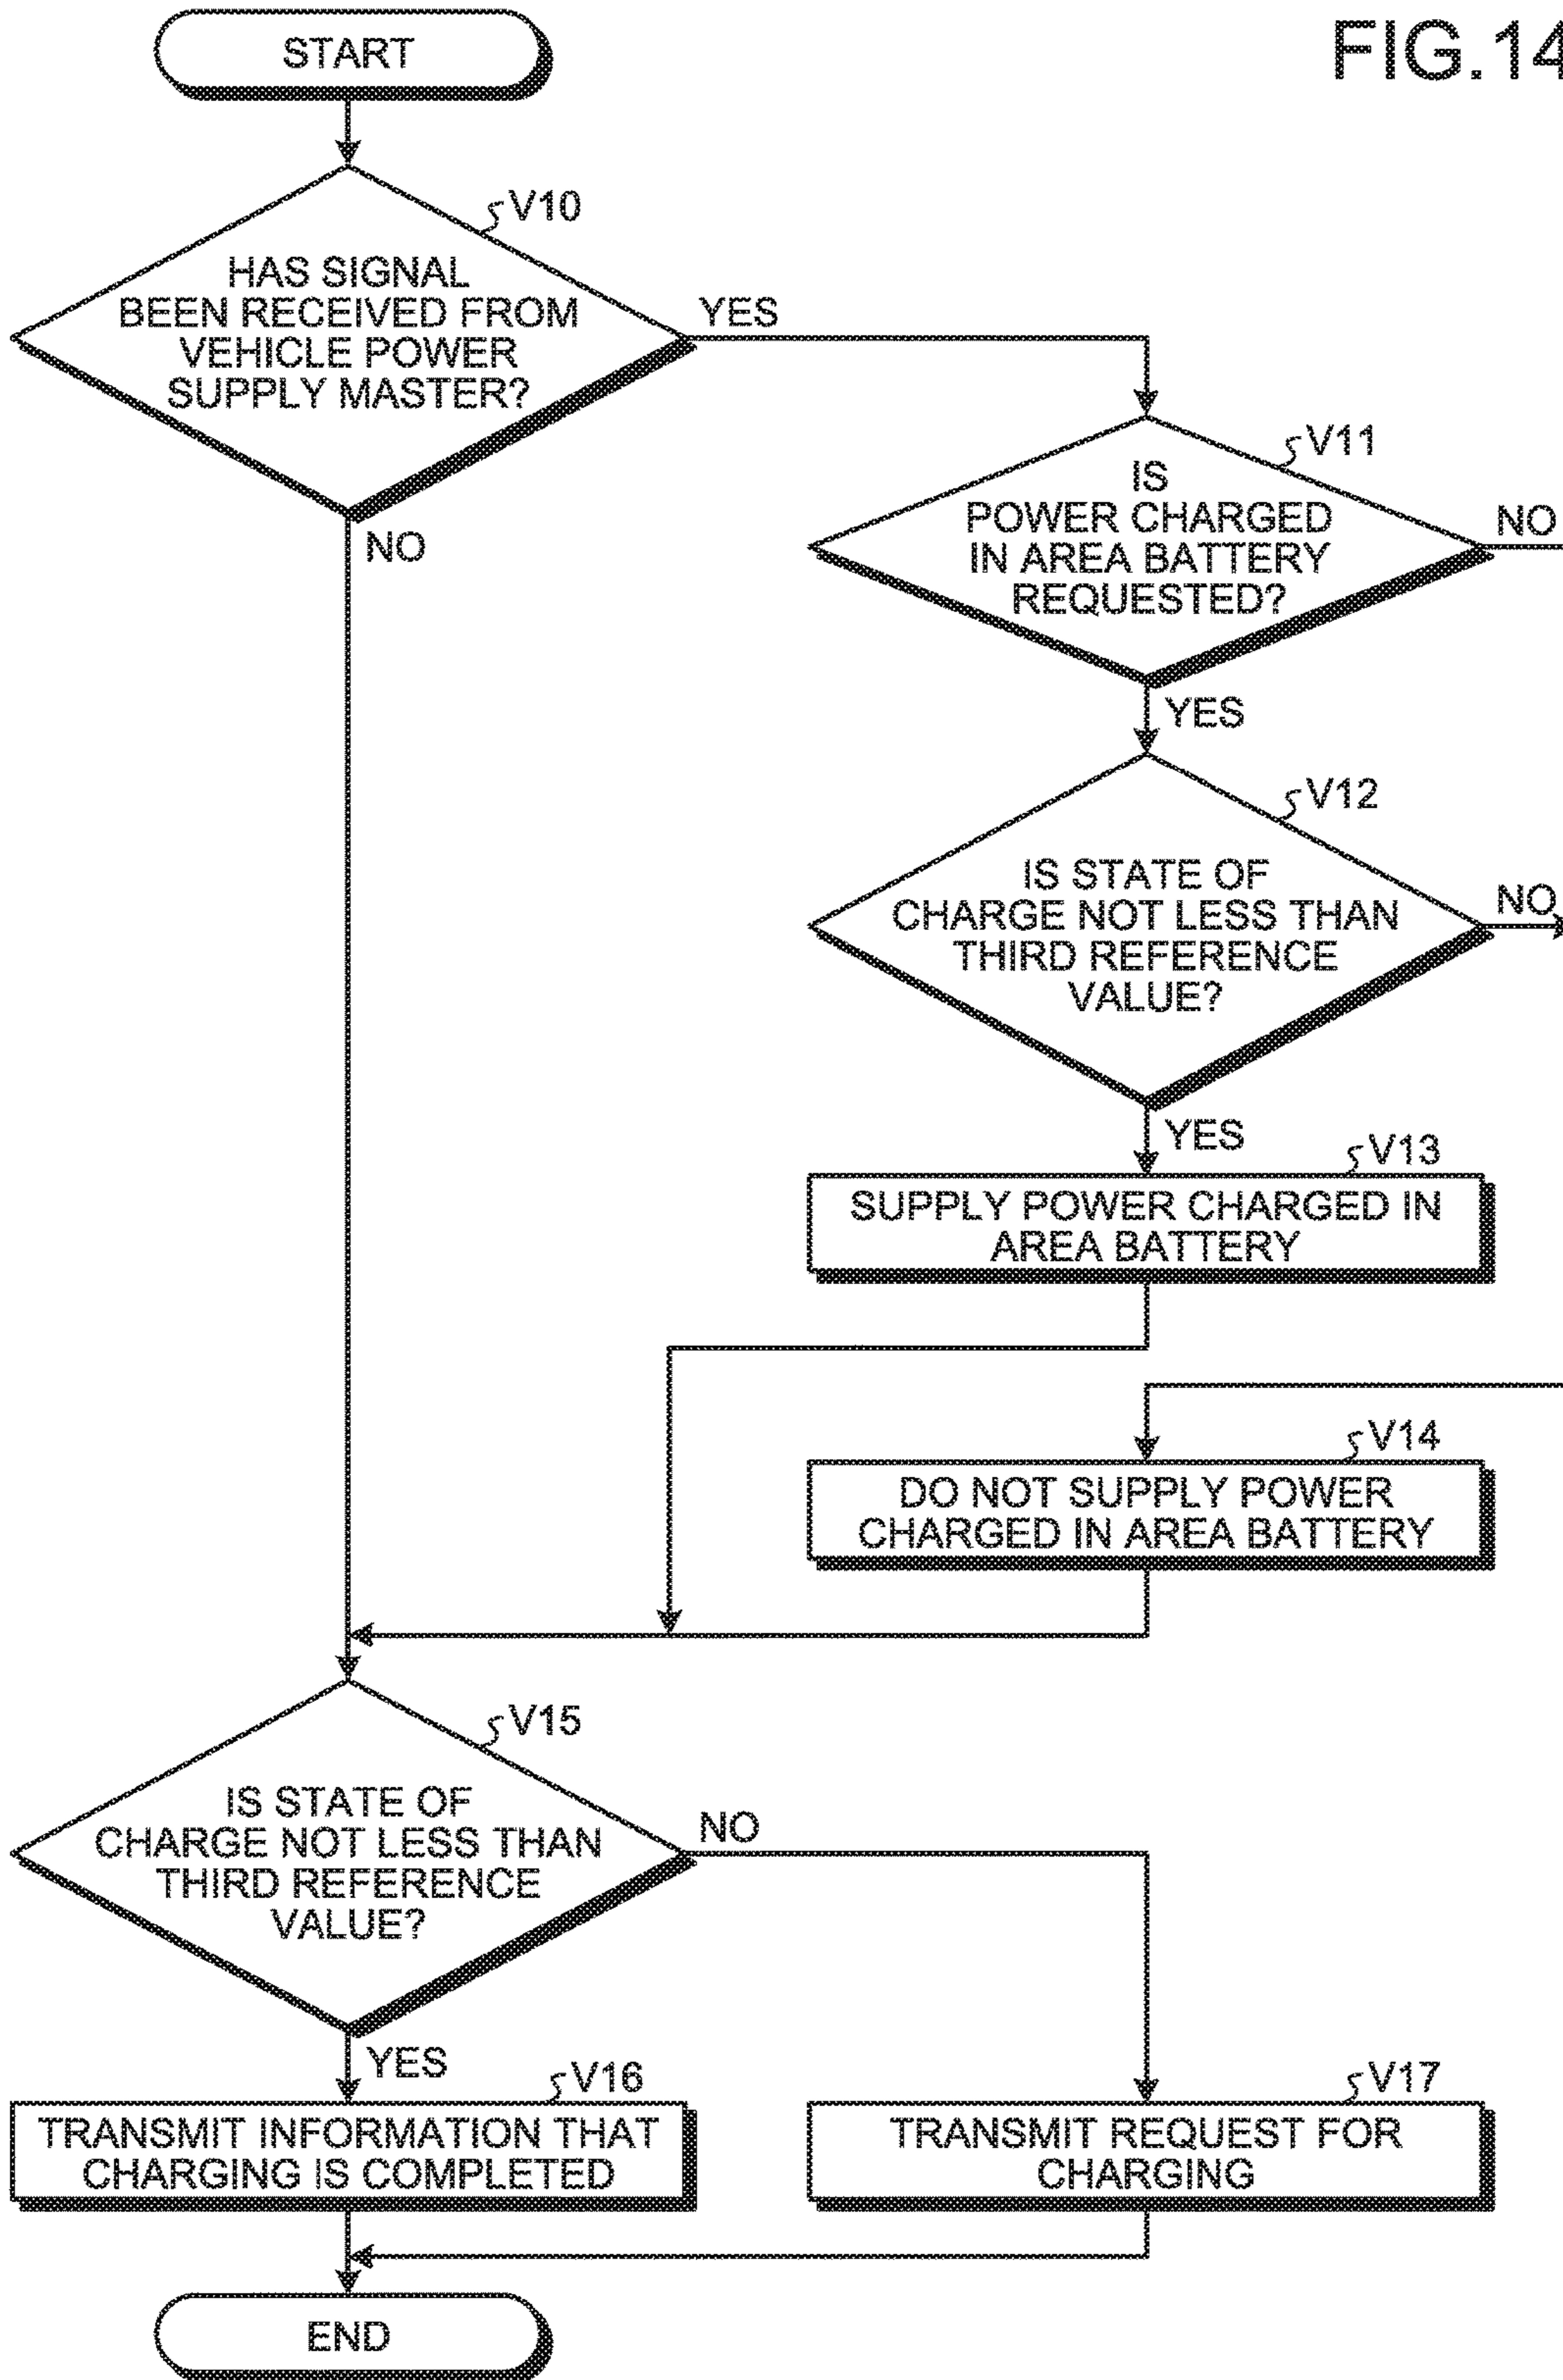 FIG.14
START
V10
HAS SIGNAL
BEEN RECEIVED FROM
VEHICLE POWER
SUPPLY MASTER?
YES
NO
V11
IS
POWER CHARGED
IN AREA BATTERY
REQUESTED?
NO
YES
V12
IS STATE OF
CHARGE NOT LESS THAN
THIRD REFERENCE
VALUE?
NO
YES
V13
SUPPLY POWER CHARGED IN
AREA BATTERY
V14
DO NOT SUPPLY POWER
CHARGED IN AREA BATTERY
V15
IS STATE OF
CHARGE NOT LESS THAN
THIRD REFERENCE
VALUE?
NO
YES
V16
TRANSMIT INFORMATION THAT
CHARGING IS COMPLETED
V17
TRANSMIT REQUEST FOR
CHARGING
END